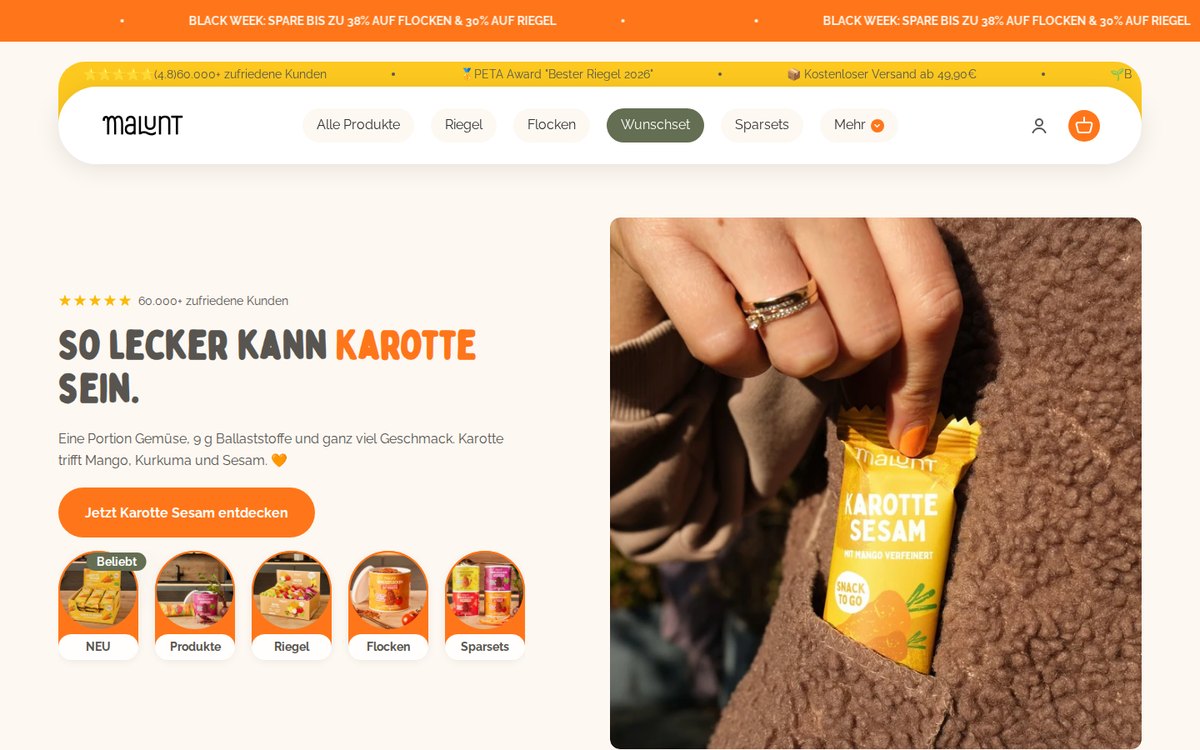 BLACK WEEK: SPARE BIS ZU 38% AUF FLOCKEN & 30% AUF RIEGEL • • BLACK WEEK: SPARE BIS ZU 38% AUF FLOCKEN & 30% AUF RIEGEL
⭐⭐⭐⭐⭐(4.8)60.000+ zufriedene Kunden • 🏅PETA Award "Bester Riegel 2026" • 📦 Kostenloser Versand ab 49,90€ • 🌱B
malunt
Alle Produkte Riegel Flocken Wunschset Sparsets Mehr
★★★★★ 60.000+ zufriedene Kunden
SO LECKER KANN KAROTTE
SEIN.
Eine Portion Gemüse, 9 g Ballaststoffe und ganz viel Geschmack. Karotte
trifft Mango, Kurkuma und Sesam. 🧡
Jetzt Karotte Sesam entdecken
Beliebt
NEU Produkte Riegel Flocken Sparsets
malunt
KAROTTE
SESAM
MIT MANGO VERFEINERT
SNACK
TO GO